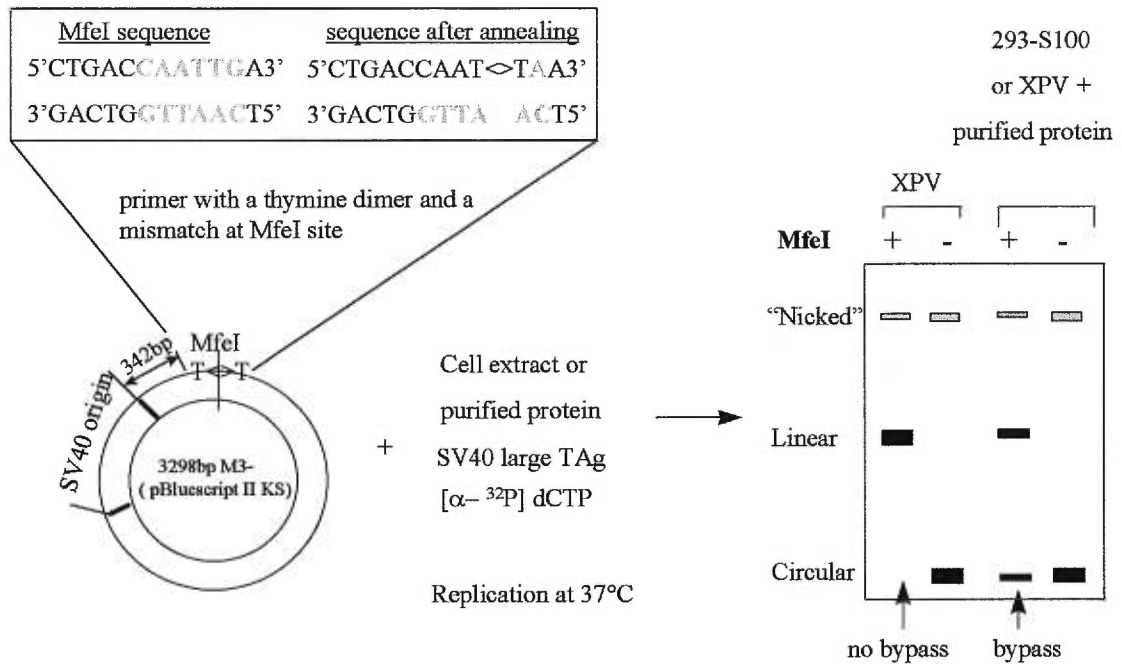 MfeI sequence
sequence after annealing
5'CTGACCAATTGA3'
5'CTGACCAAT<>TAA3'
3'GACTGGTTAACT5'
3'GACTGGTTA ACT5'
primer with a thymine dimer and a
mismatch at MfeI site
342bp
MfeI
T<>T
SV40 origin
3298bp M3-
( pBluescript II KS)
+
Cell extract or
purified protein
SV40 large TAg
[α– ³²P] dCTP
Replication at 37°C
293-S100
or XPV +
purified protein
XPV
MfeI + - + -
"Nicked"
Linear
Circular
no bypass
bypass